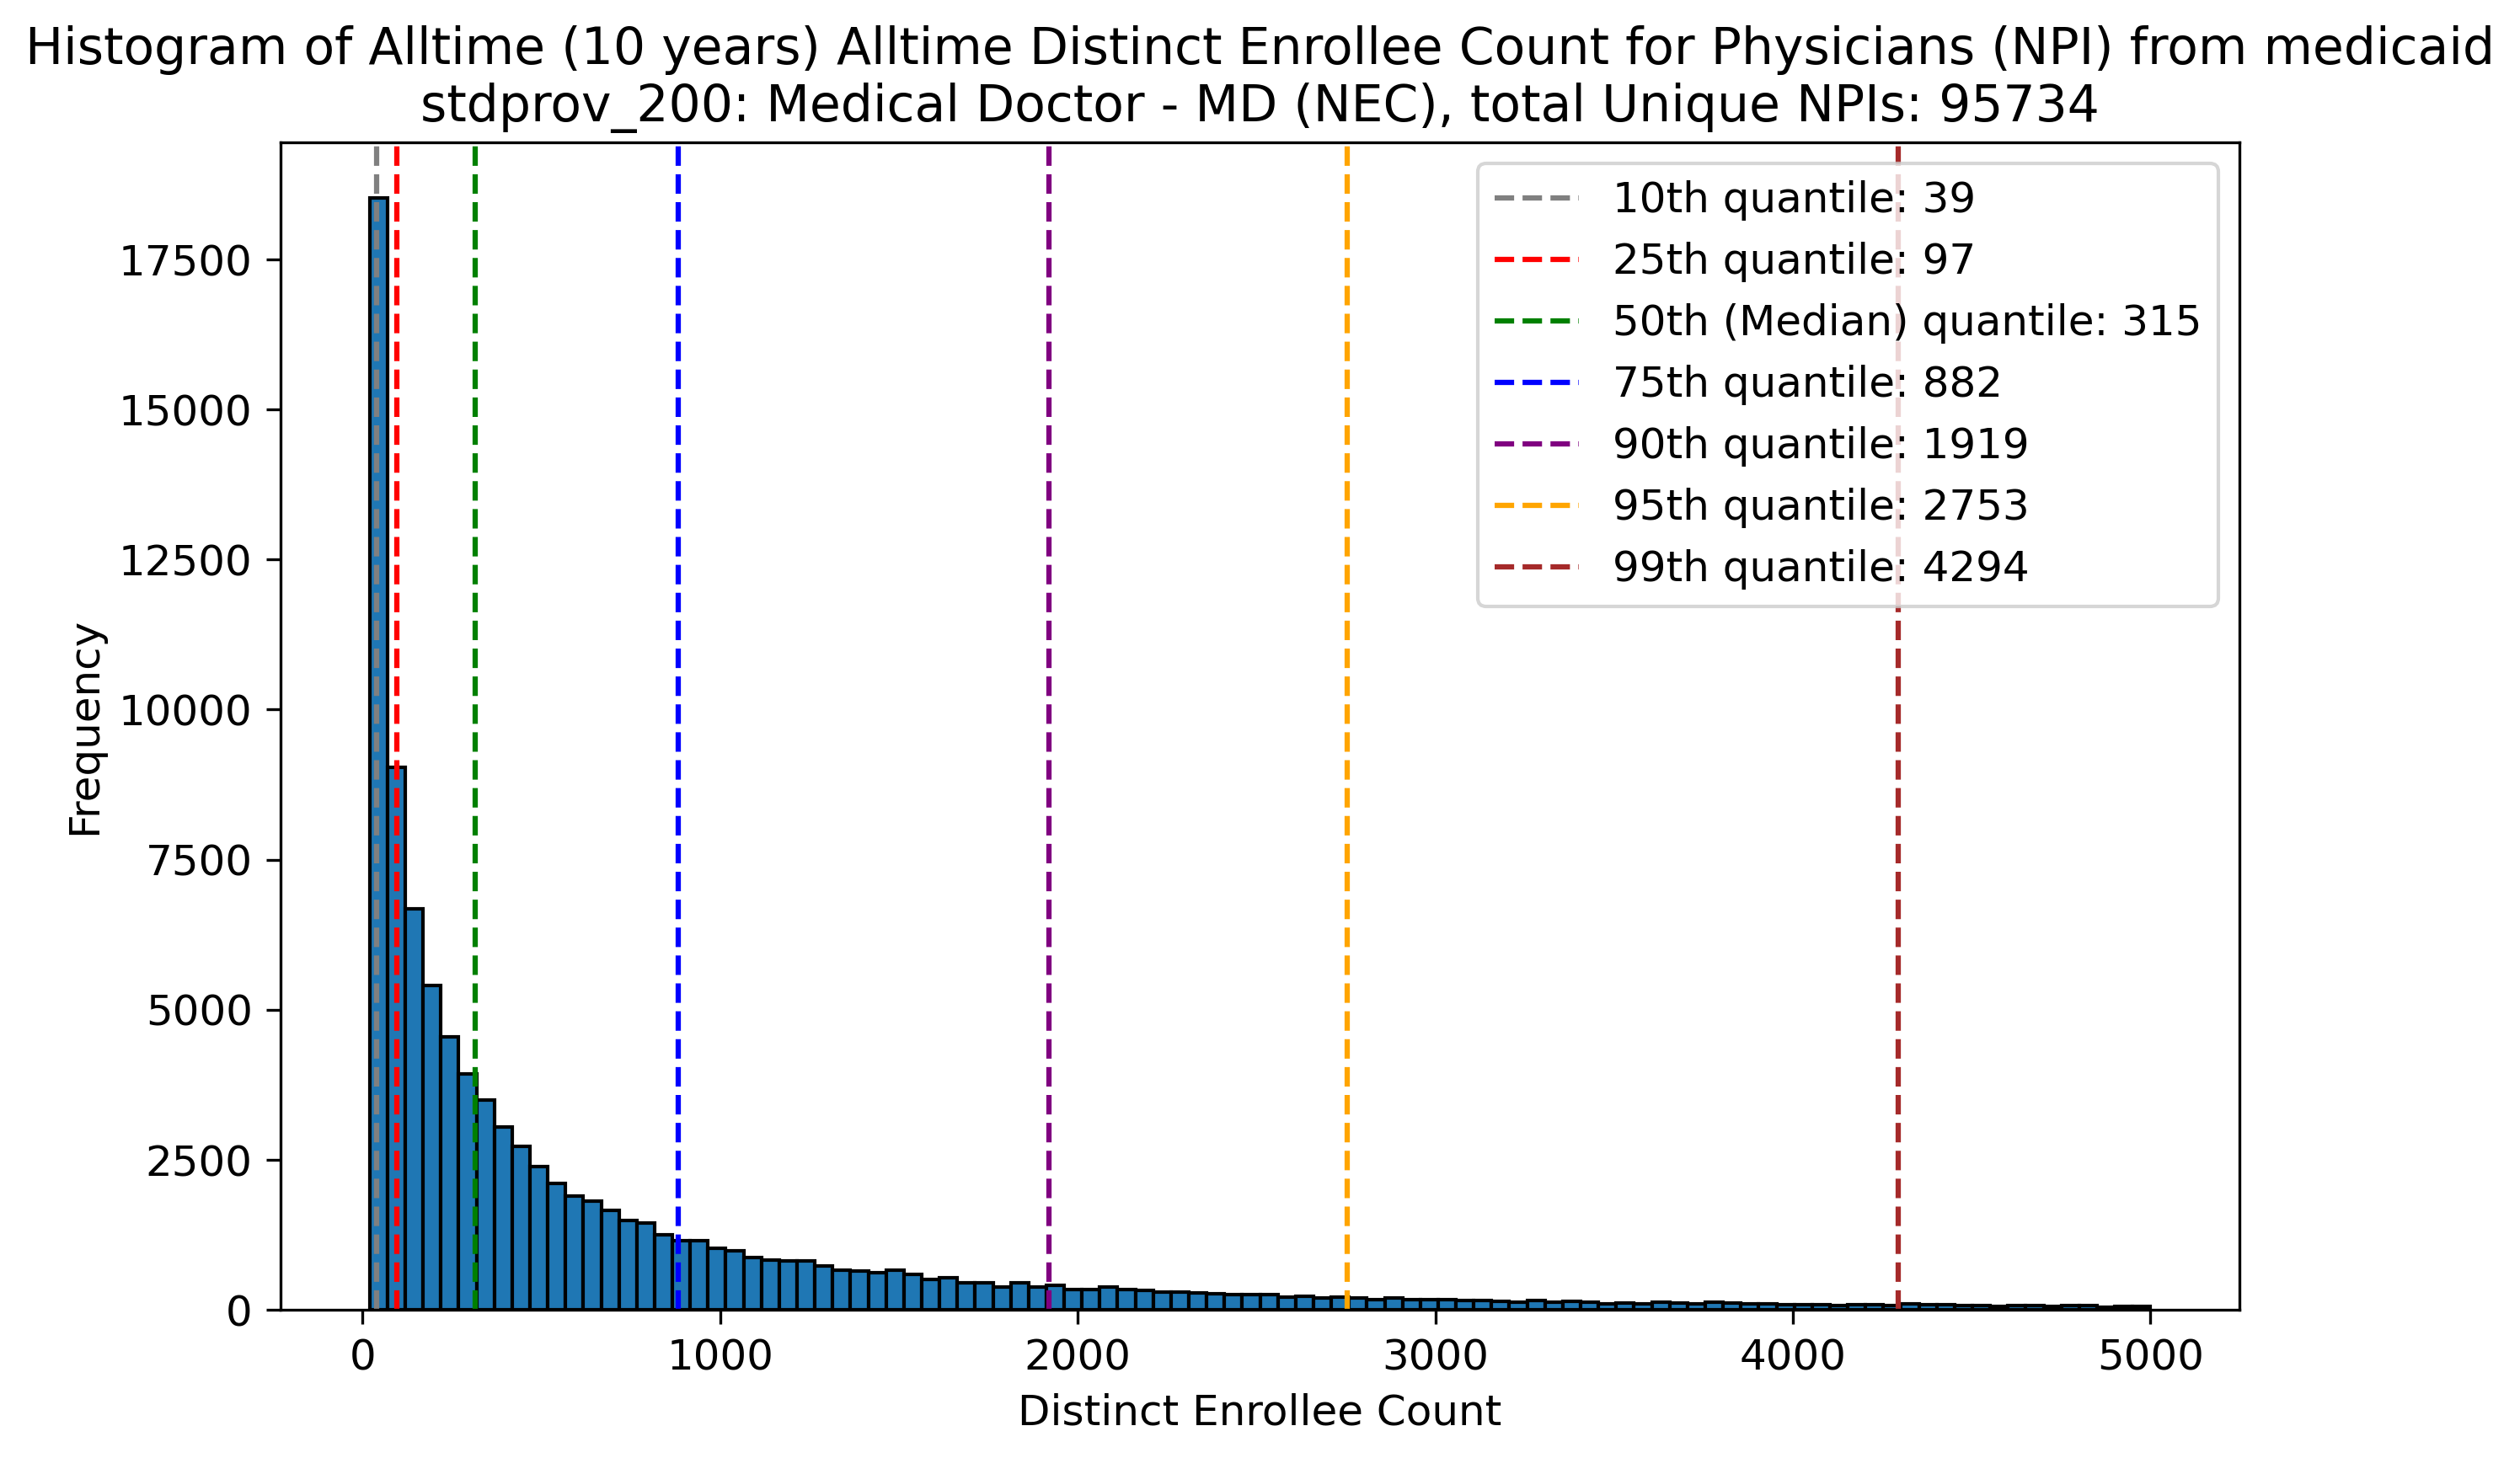 Histogram of Alltime (10 years) Alltime Distinct Enrollee Count for Physicians (NPI) from medicaid
stdprov_200: Medical Doctor - MD (NEC), total Unique NPIs: 95734
10th quantile: 39
25th quantile: 97
50th (Median) quantile: 315
75th quantile: 882
90th quantile: 1919
95th quantile: 2753
99th quantile: 4294
Frequency
17500
15000
12500
10000
7500
5000
2500
0
0 1000 2000 3000 4000 5000
Distinct Enrollee Count